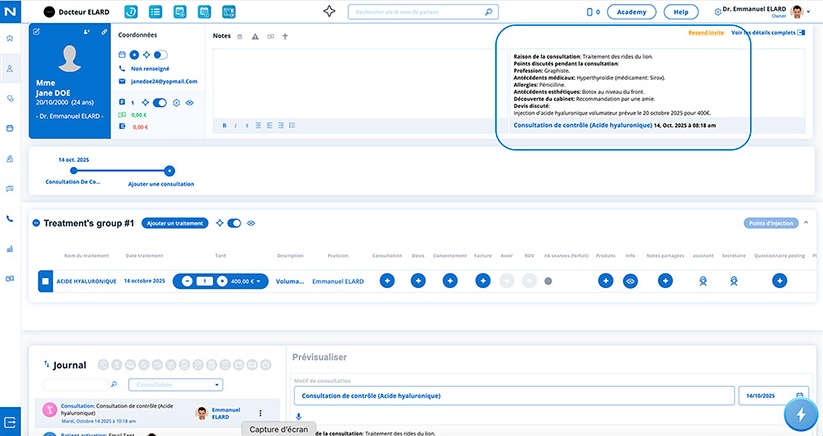 Docteur ELARD
Rechercher via le nom du patient
0
Academy
Help
Dr. Emmanuel ELARD
Owner
Coordonnées
Notes
Resend invite
Voir les détails complets
Mme
Jane DOE
20/10/2000 (24 ans)
- Dr. Emmanuel ELARD -
Non renseigné
janedoe24@yopmail.Com
1
0,00 €
0,00 €
B I
Raison de la consultation: Traitement des rides du lion.
Points discutés pendant la consultation:
Profession: Graphiste.
Antécédents médicaux: Hyperthyroïdie (médicament: Sirox).
Allergies: Pénicilline.
Antécédents esthétiques: Botox au niveau du front.
Découverte du cabinet: Recommandation par une amie.
Devis discuté:
Injection d'acide hyaluronique volumateur prévue le 20 octobre 2025 pour 400€.
Consultation de contrôle (Acide hyaluronique) 14, Oct. 2025 à 08:18 am
14 oct. 2025
Consultation De Co...
Ajouter une consultation
Treatment's group #1
Ajouter un traitement
Points d'Injection
Nom du traitement Date traitement Tarif Description Praticien Consultation Devis Consentement Facture Avoir RDV nb seances (forfait) Produits Info Notes partagées assistant Secrétaire Questionnaire peeling
ACIDE HYALURONIQUE 14 octobre 2025 1 400,00 € Voluma... Emmanuel ELARD
Journal
Consultation
Consultation: Consultation de contrôle (Acide
hyaluronique)
Mardi, Octobre 14, 2025 à 10:18 am
Emmanuel
ELARD
Patient activation: Email Sent
Prévisualiser
Motif de consultation
Consultation de contrôle (Acide hyaluronique)
14/10/2025
Capture d'écran
de la consultation: Traitement des rides du lion.